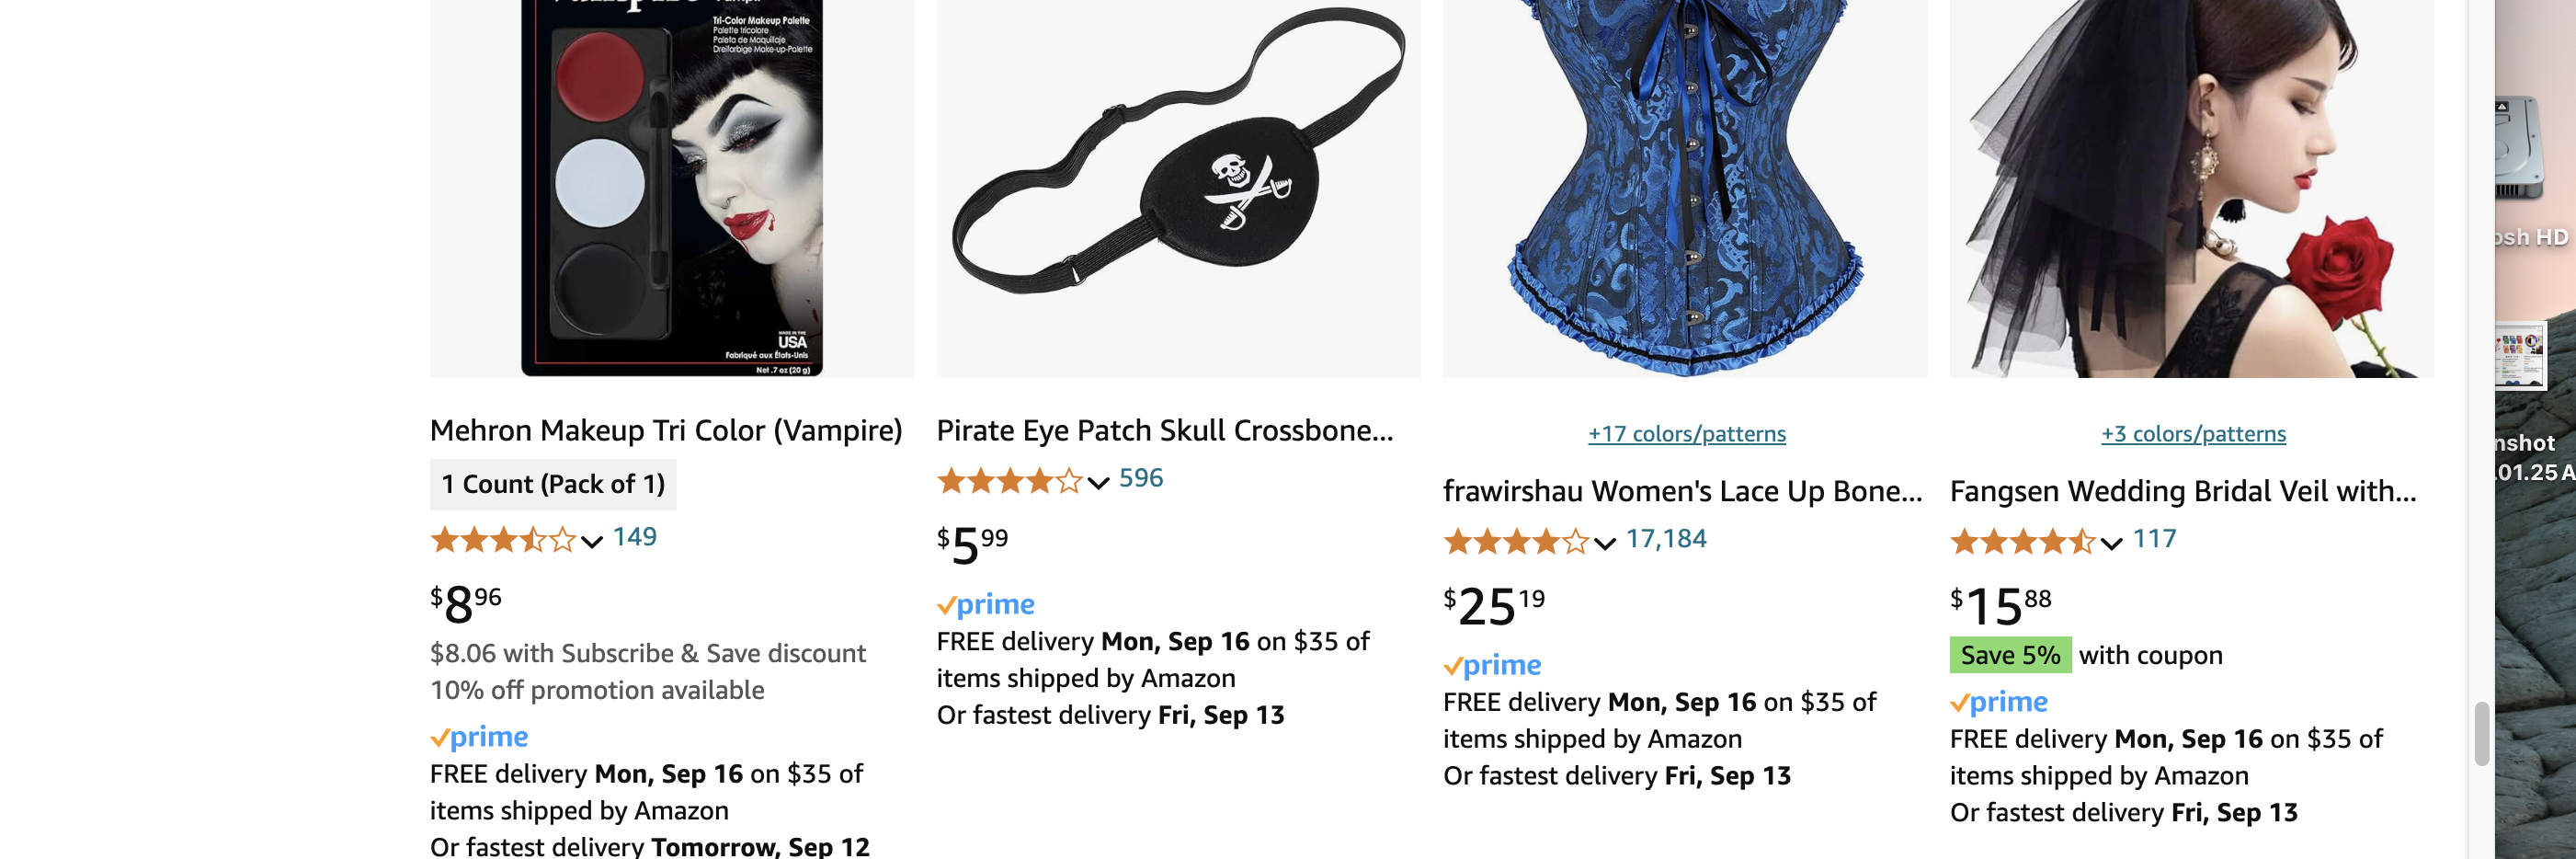 Tri-Color Makeup Palette
Palette tricolore
Paleta de Maquillaje
Dreifarbige Make-up-Palette
MADE IN THE
USA
Fabriqué aux États-Unis
Net .7 oz (20 g)
Mehron Makeup Tri Color (Vampire)
1 Count (Pack of 1)
149
$8.96
$8.06 with Subscribe & Save discount
10% off promotion available
prime
FREE delivery Mon, Sep 16 on $35 of
items shipped by Amazon
Or fastest delivery Tomorrow, Sep 12
Pirate Eye Patch Skull Crossbone...
596
$5.99
prime
FREE delivery Mon, Sep 16 on $35 of
items shipped by Amazon
Or fastest delivery Fri, Sep 13
+17 colors/patterns
frawirshau Women's Lace Up Bone...
17,184
$25.19
prime
FREE delivery Mon, Sep 16 on $35 of
items shipped by Amazon
Or fastest delivery Fri, Sep 13
+3 colors/patterns
Fangsen Wedding Bridal Veil with...
117
$15.88
Save 5% with coupon
prime
FREE delivery Mon, Sep 16 on $35 of
items shipped by Amazon
Or fastest delivery Fri, Sep 13
HD
nshot
.01.25 A